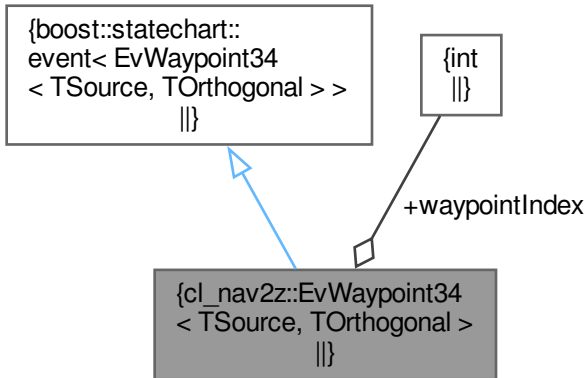 {boost::statechart::
event< EvWaypoint34
< TSource, TOrthogonal > >
||}
{int
||}
+waypointIndex
{cl_nav2z::EvWaypoint34
< TSource, TOrthogonal >
||}